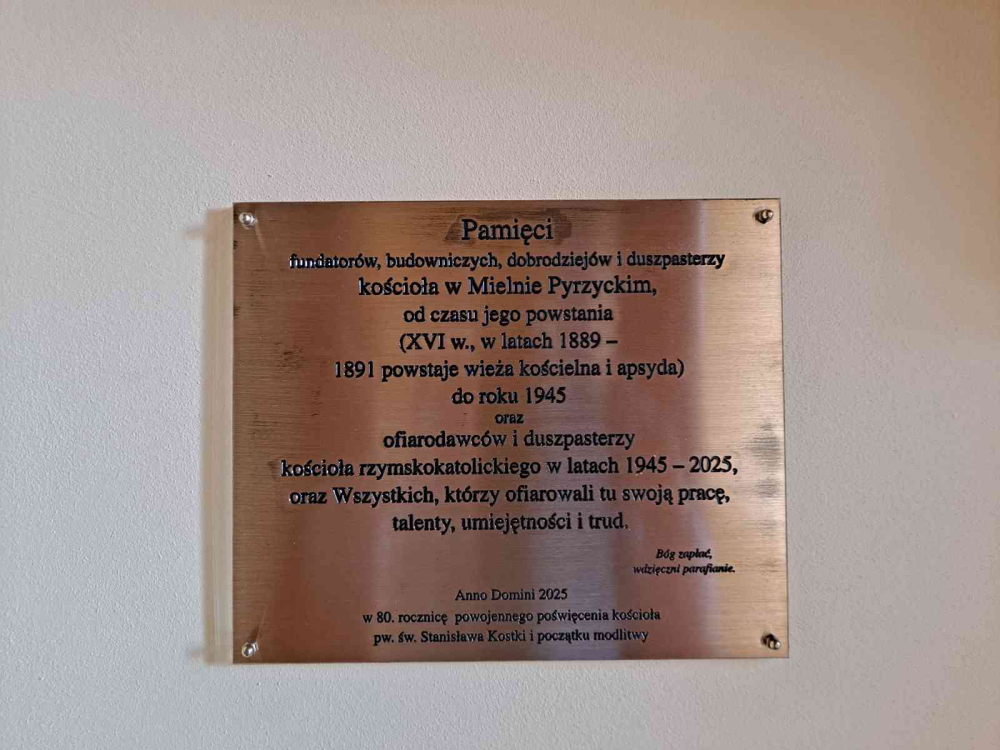 Pamięci
fundatorów, budowniczych, dobrodziejów i duszpasterzy
kościoła w Mielnie Pyrzyckim,
od czasu jego powstania
(XVI w., w latach 1889 –
1891 powstaje wieża kościelna i apsyda)
do roku 1945
oraz
ofiarodawców i duszpasterzy
kościoła rzymskokatolickiego w latach 1945 – 2025,
oraz Wszystkich, którzy ofiarowali tu swoją pracę,
talenty, umiejętności i trud.
Bóg zapłać,
wdzięczni parafianie.
Anno Domini 2025
w 80. rocznicę powojennego poświęcenia kościoła
pw. św. Stanisława Kostki i początku modlitwy